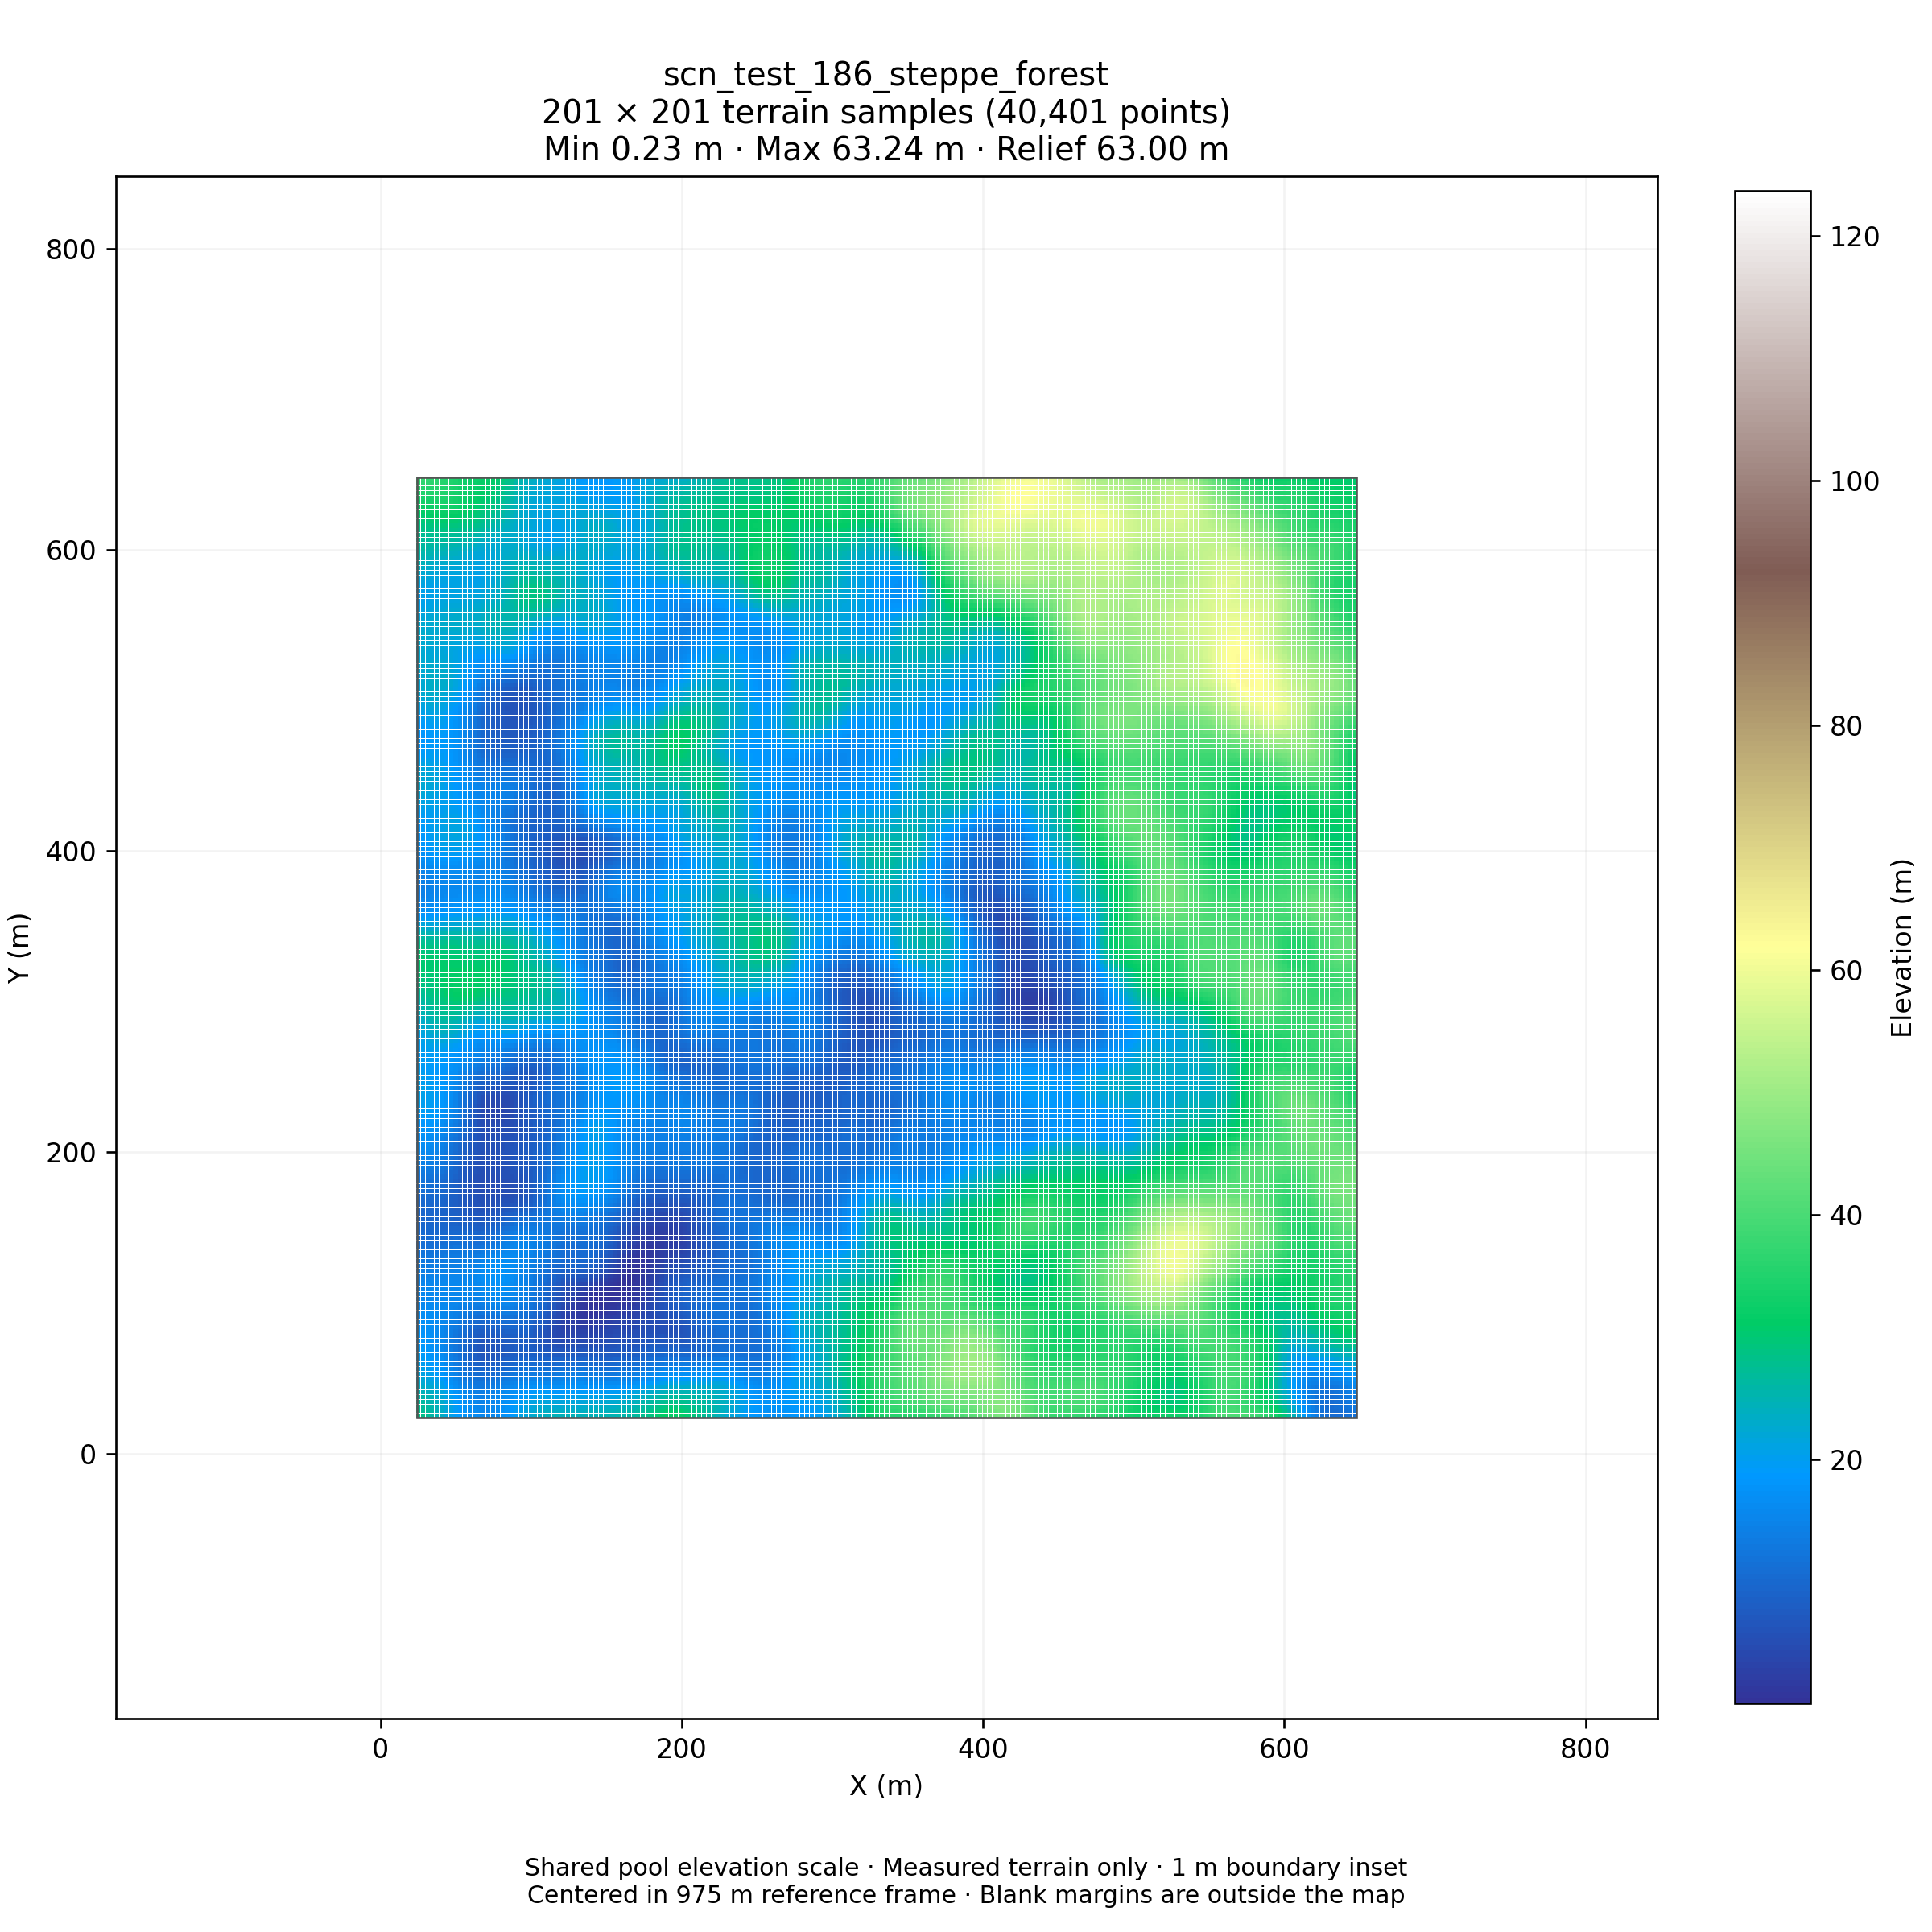 scn_test_186_steppe_forest
201 × 201 terrain samples (40,401 points)
Min 0.23 m · Max 63.24 m · Relief 63.00 m
800
600
400
200
0
Y (m)
0
200
400
600
800
X (m)
120
100
80
60
40
20
Elevation (m)
Shared pool elevation scale · Measured terrain only · 1 m boundary inset
Centered in 975 m reference frame · Blank margins are outside the map